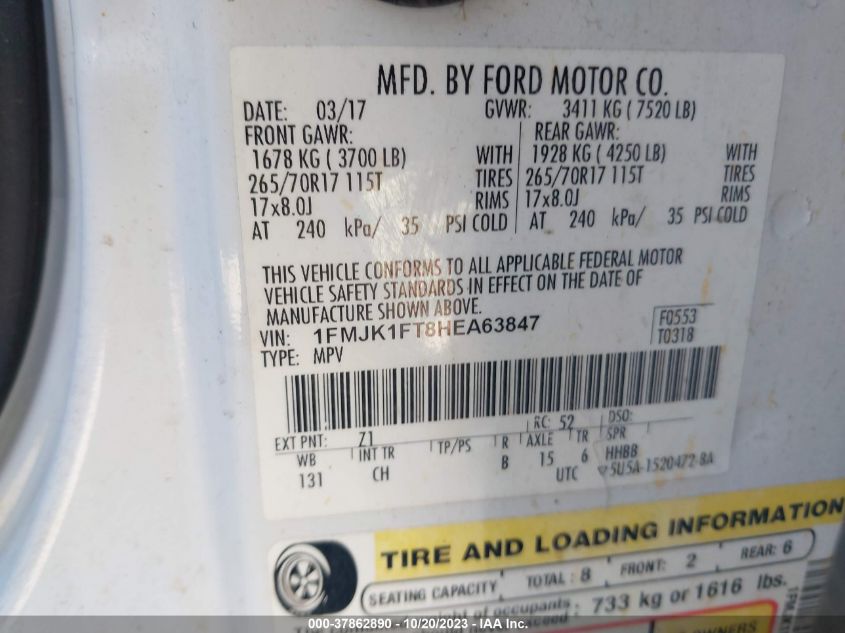 MFD. BY FORD MOTOR CO.
DATE: 03/17 GVWR: 3411 KG ( 7520 LB)
FRONT GAWR: REAR GAWR:
1678 KG ( 3700 LB) WITH 1928 KG ( 4250 LB) WITH
265/70R17 115T TIRES 265/70R17 115T TIRES
17x8.0J RIMS 17x8.0J RIMS
AT 240 kPa/ 35 PSI COLD AT 240 kPa/ 35 PSI COLD
THIS VEHICLE CONFORMS TO ALL APPLICABLE FEDERAL MOTOR
VEHICLE SAFETY STANDARDS IN EFFECT ON THE DATE OF
MANUFACTURE SHOWN ABOVE.
VIN: 1FMJK1FT8HEA63847 F0553
TYPE: MPV T0318
RC: 52 DSO:
EXT PNT: Z1
WB INT TR TP/PS R AXLE TR SPR
131 CH B 15 6 HHBB
UTC 5U5A-1520472-BA
TIRE AND LOADING INFORMATION
SEATING CAPACITY TOTAL : 8 FRONT: 2 REAR: 6
of occupants 733 kg or 1616 lbs.
OWNERS
000-37862890 - 10/20/2023 - IAA Inc.